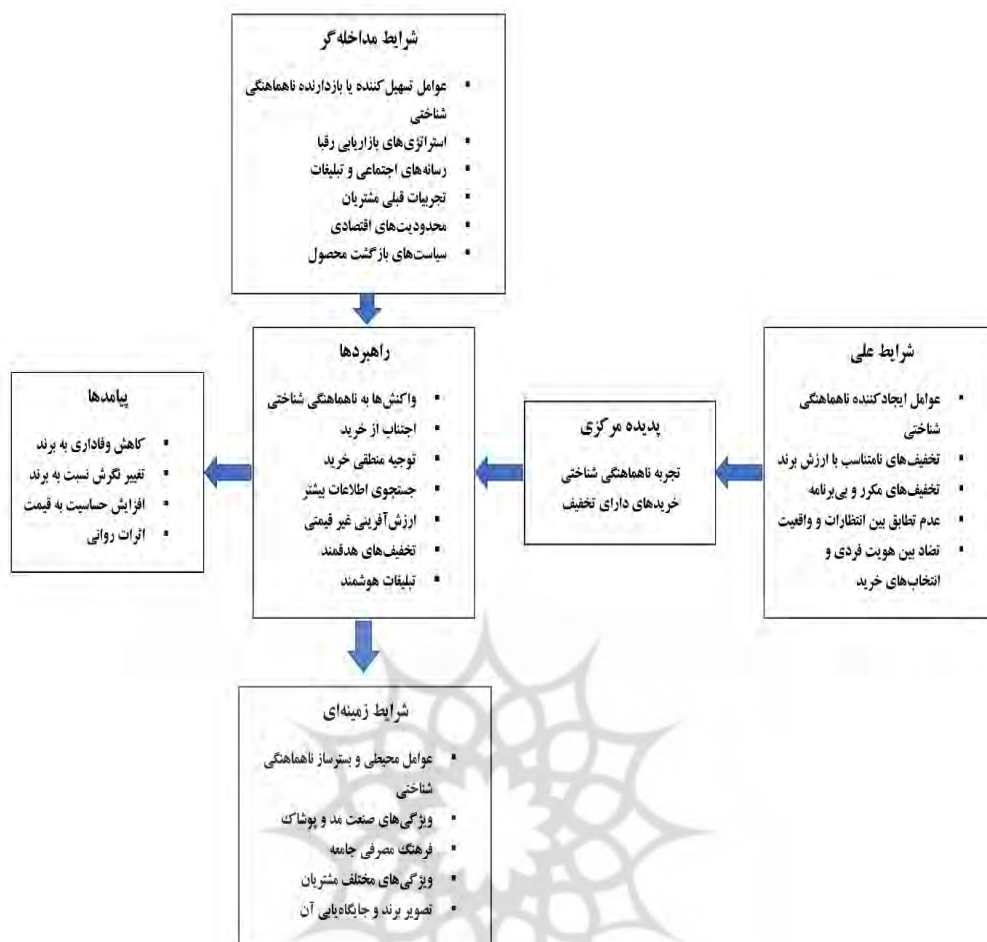 شرایط مداخله‌گر
▪ عوامل تسهیل‌کننده یا بازدارنده ناهماهنگی
شناختی
▪ استراتژی‌های بازاریابی رقبا
▪ رسانه‌های اجتماعی و تبلیغات
▪ تجربیات قبلی مشتریان
▪ محدودیت‌های اقتصادی
▪ سیاست‌های بازگشت محصول
شرایط علی
▪ عوامل ایجادکننده ناهماهنگی
شناختی
▪ تخفیف‌های نامتناسب با ارزش برند
▪ تخفیف‌های مکرر و بی‌برنامه
▪ عدم تطابق بین انتظارات و واقعیت
▪ تضاد بین هویت فردی و
انتخاب‌های خرید
پدیده مرکزی
تجربه ناهماهنگی شناختی
خریدهای دارای تخفیف
راهبردها
▪ واکنش‌ها به ناهماهنگی شناختی
▪ اجتناب از خرید
▪ توجیه منطقی خرید
▪ جستجوی اطلاعات بیشتر
▪ ارزش‌آفرینی غیر قیمتی
▪ تخفیف‌های هدفمند
▪ تبلیغات هوشمند
پیامدها
▪ کاهش وفاداری به برند
▪ تغییر نگرش نسبت به برند
▪ افزایش حساسیت به قیمت
▪ اثرات روانی
شرایط زمینه‌ای
▪ عوامل محیطی و بسترساز ناهماهنگی
شناختی
▪ ویژگی‌های صنعت مد و پوشاک
▪ فرهنگ مصرفی جامعه
▪ ویژگی‌های مختلف مشتریان
▪ تصویر برند و جایگاه‌یابی آن